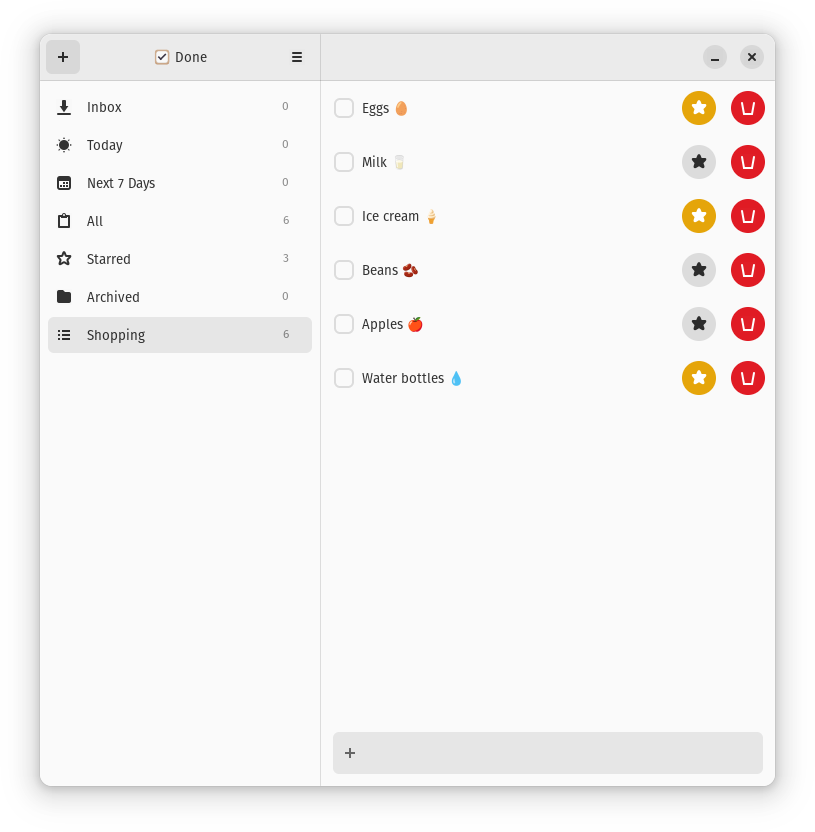 Done
Inbox 0
Today 0
Next 7 Days 0
All 6
Starred 3
Archived 0
Shopping 6
Eggs 🥚
Milk 🥛
Ice cream 🍦
Beans 🫘
Apples 🍎
Water bottles 💧